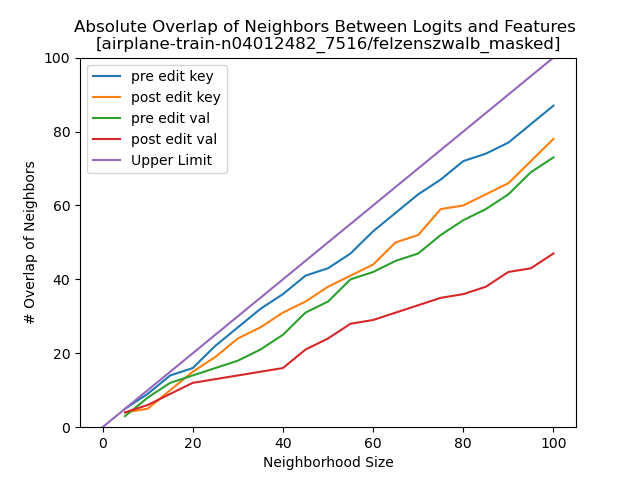 Absolute Overlap of Neighbors Between Logits and Features
[airplane-train-n04012482_7516/felzenszwalb_masked]
100
80
60
40
20
0
# Overlap of Neighbors
pre edit key
post edit key
pre edit val
post edit val
Upper Limit
0 20 40 60 80 100
Neighborhood Size